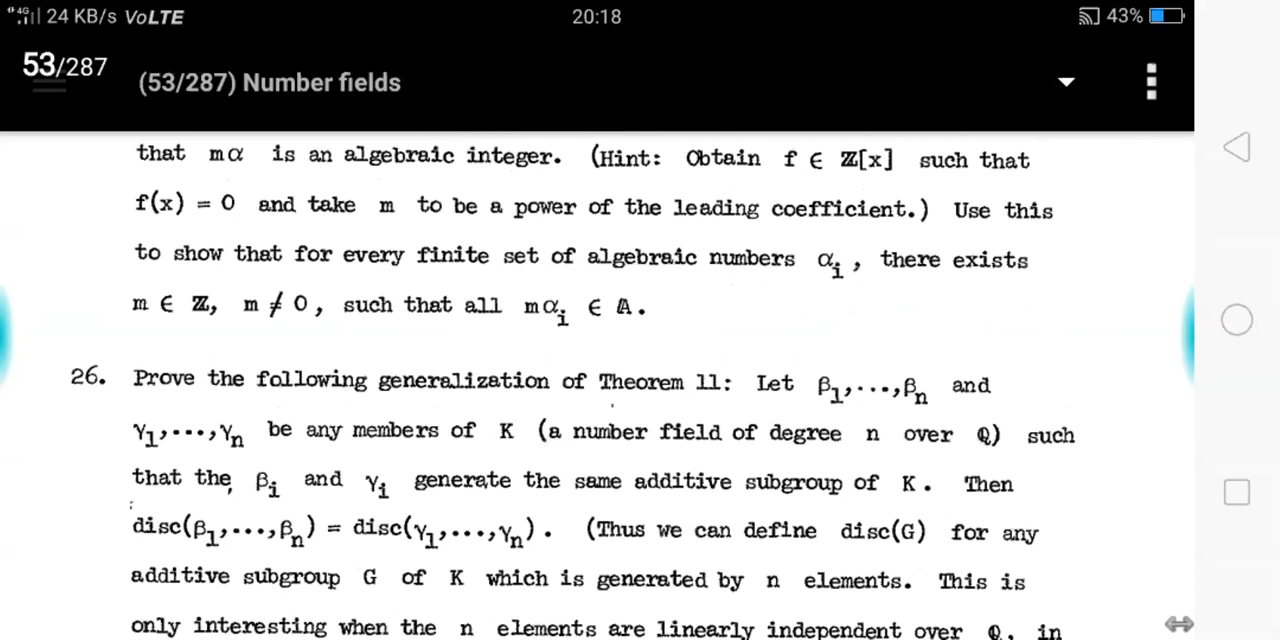 4G 24 KB/s VoLTE 20:18 43%
53/287 (53/287) Number fields
that mα is an algebraic integer. (Hint: Obtain f ∈ ℤ[x] such that
f(x) = 0 and take m to be a power of the leading coefficient.) Use this
to show that for every finite set of algebraic numbers αᵢ, there exists
m ∈ ℤ, m ≠ 0, such that all mαᵢ ∈ 𝔸.
26. Prove the following generalization of Theorem 11: Let β₁,...,βₙ and
γ₁,...,γₙ be any members of K (a number field of degree n over ℚ) such
that the βᵢ and γᵢ generate the same additive subgroup of K. Then
disc(β₁,...,βₙ) = disc(γ₁,...,γₙ). (Thus we can define disc(G) for any
additive subgroup G of K which is generated by n elements. This is
only interesting when the n elements are linearly independent over ℚ, in